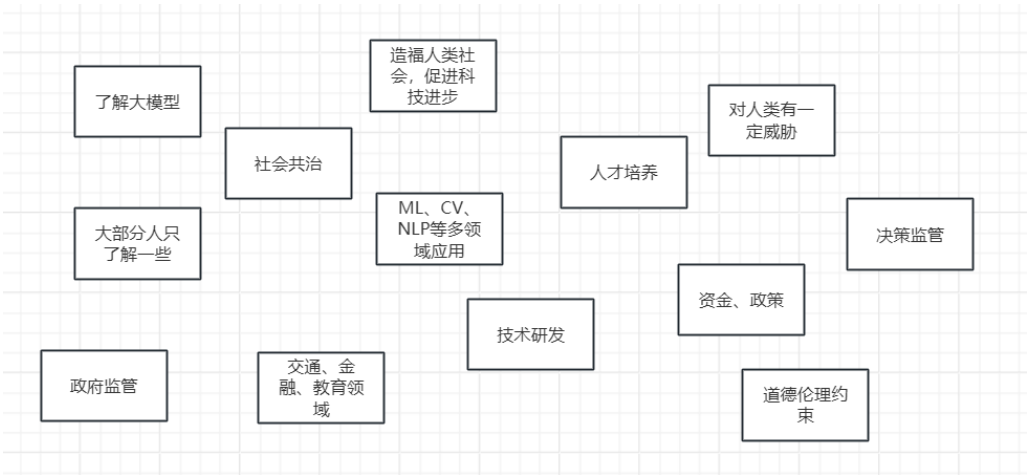 造福人类社
会，促进科
技进步
了解大模型
对人类有一
定威胁
社会共治
人才培养
ML、CV、
NLP等多领
域应用
大部分人只
了解一些
决策监管
资金、政策
技术研发
政府监管
交通、金
融、教育领
域
道德伦理约
束